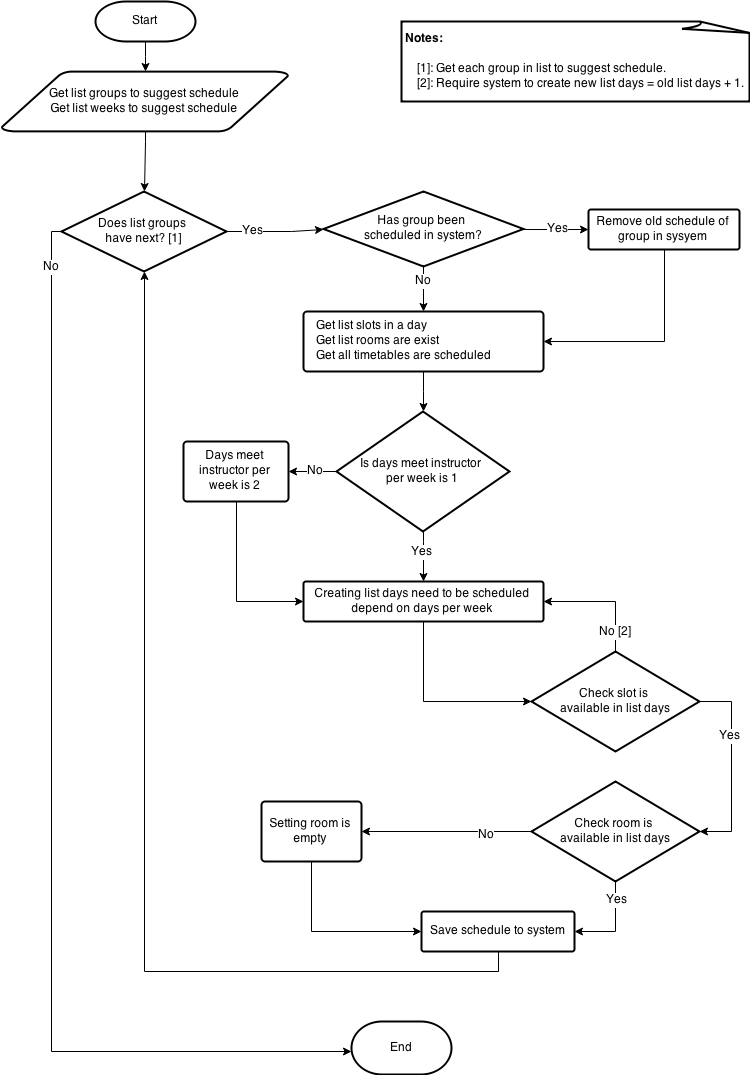 Start
Notes:
[1]: Get each group in list to suggest schedule.
[2]: Require system to create new list days = old list days + 1.
Get list groups to suggest schedule
Get list weeks to suggest schedule
Does list groups
have next? [1]
Yes
Has group been
scheduled in system?
Yes
Remove old schedule of
group in sysyem
No
No
Get list slots in a day
Get list rooms are exist
Get all timetables are scheduled
Days meet
instructor per
week is 2
No
Is days meet instructor
per week is 1
Yes
Creating list days need to be scheduled
depend on days per week
No [2]
Check slot is
available in list days
Yes
Setting room is
empty
No
Check room is
available in list days
Yes
Save schedule to system
End